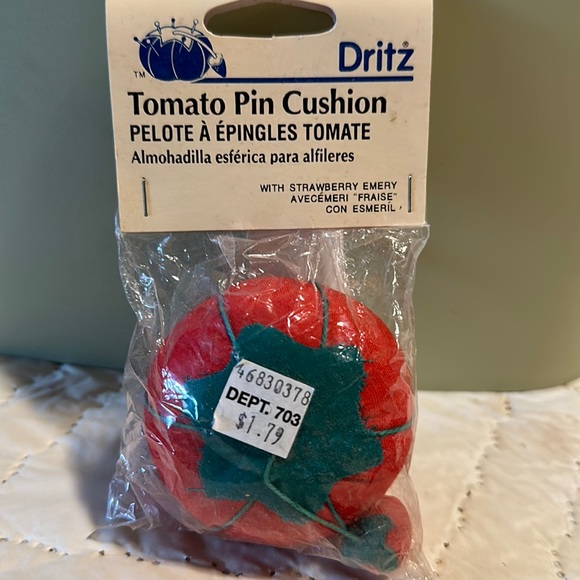 Dritz®
TM
Tomato Pin Cushion
PELOTE À ÉPINGLES TOMATE
Almohadilla esférica para alfileres
WITH STRAWBERRY EMERY
AVECÉMERI "FRAISE"
CON ESMERIL
46830378
DEPT. 703
$1.79